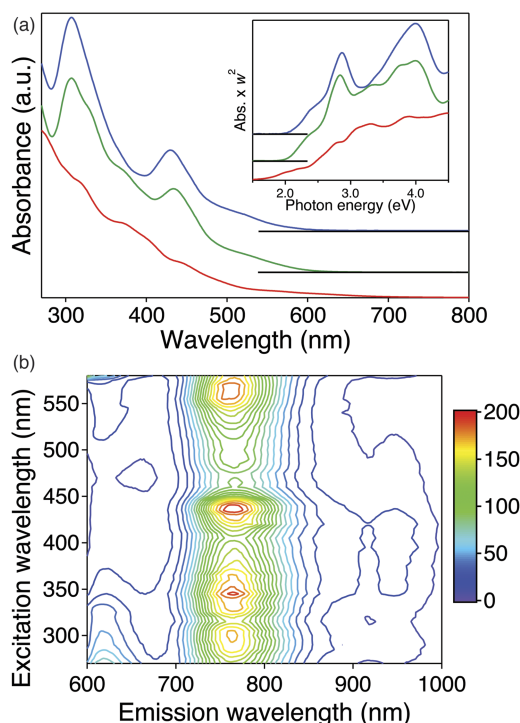 (a)
Absorbance (a.u.)
Abs. x w²
2.0 3.0 4.0
Photon energy (eV)
300 400 500 600 700 800
Wavelength (nm)
(b)
Excitation wavelength (nm)
550
500
450
400
350
300
600 700 800 900 1000
Emission wavelength (nm)
200
150
100
50
0